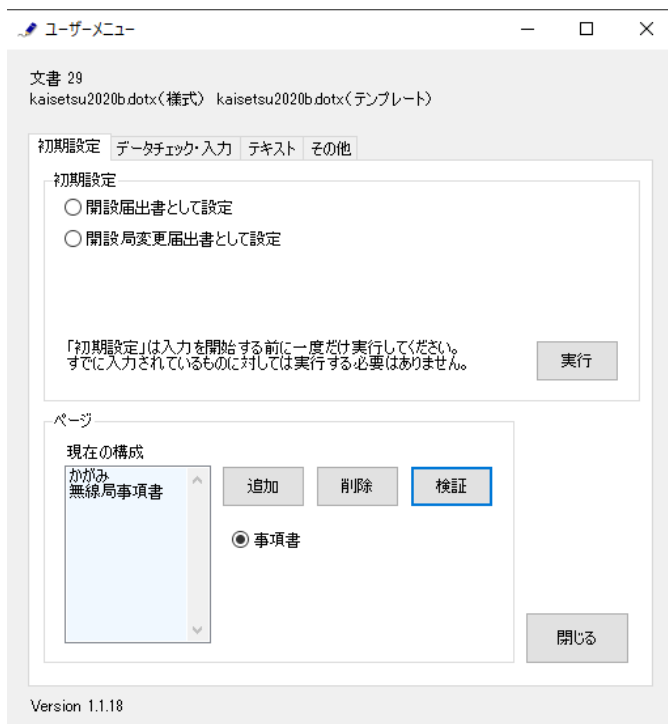 ユーザーメニュー
文書 29
kaisetsu2020b.dotx（様式） kaisetsu2020b.dotx（テンプレート）
初期設定 データチェック・入力 テキスト その他
初期設定
開設届出書として設定
開設局変更届出書として設定
「初期設定」は入力を開始する前に一度だけ実行してください。
すでに入力されているものに対しては実行する必要はありません。
実行
ページ
現在の構成
かがみ
無線局事項書
追加 削除 検証
事項書
閉じる
Version 1.1.18